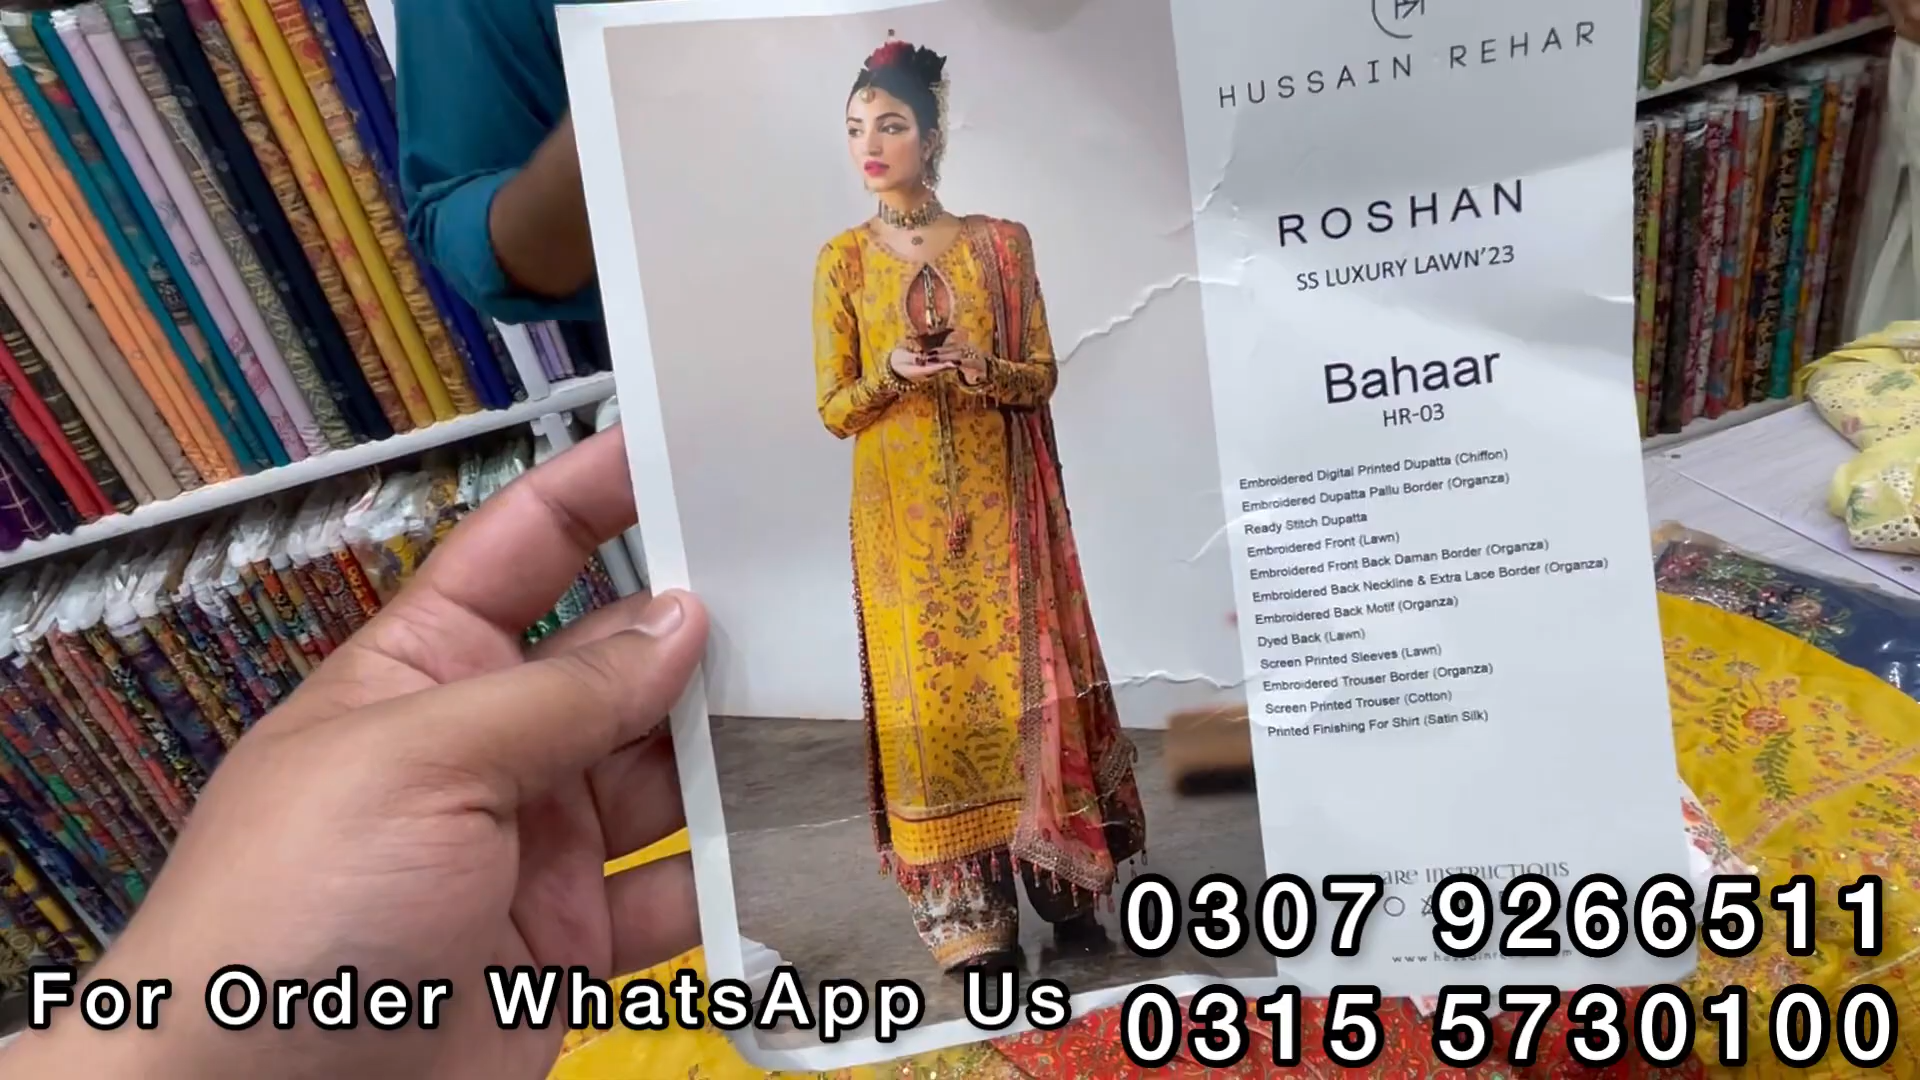 HUSSAIN REHAR
ROSHAN
SS LUXURY LAWN'23
Bahaar
HR-03
Embroidered Digital Printed Dupatta (Chiffon)
Embroidered Dupatta Pallu Border (Organza)
Ready Stitch Dupatta
Embroidered Front (Lawn)
Embroidered Front Back Daman Border (Organza)
Embroidered Back Neckline & Extra Lace Border (Organza)
Embroidered Back Motif (Organza)
Dyed Back (Lawn)
Screen Printed Sleeves (Lawn)
Embroidered Trouser Border (Organza)
Screen Printed Trouser (Cotton)
Printed Finishing For Shirt (Satin Silk)
Care Instructions
0307 9266511
For Order WhatsApp Us
0315 5730100